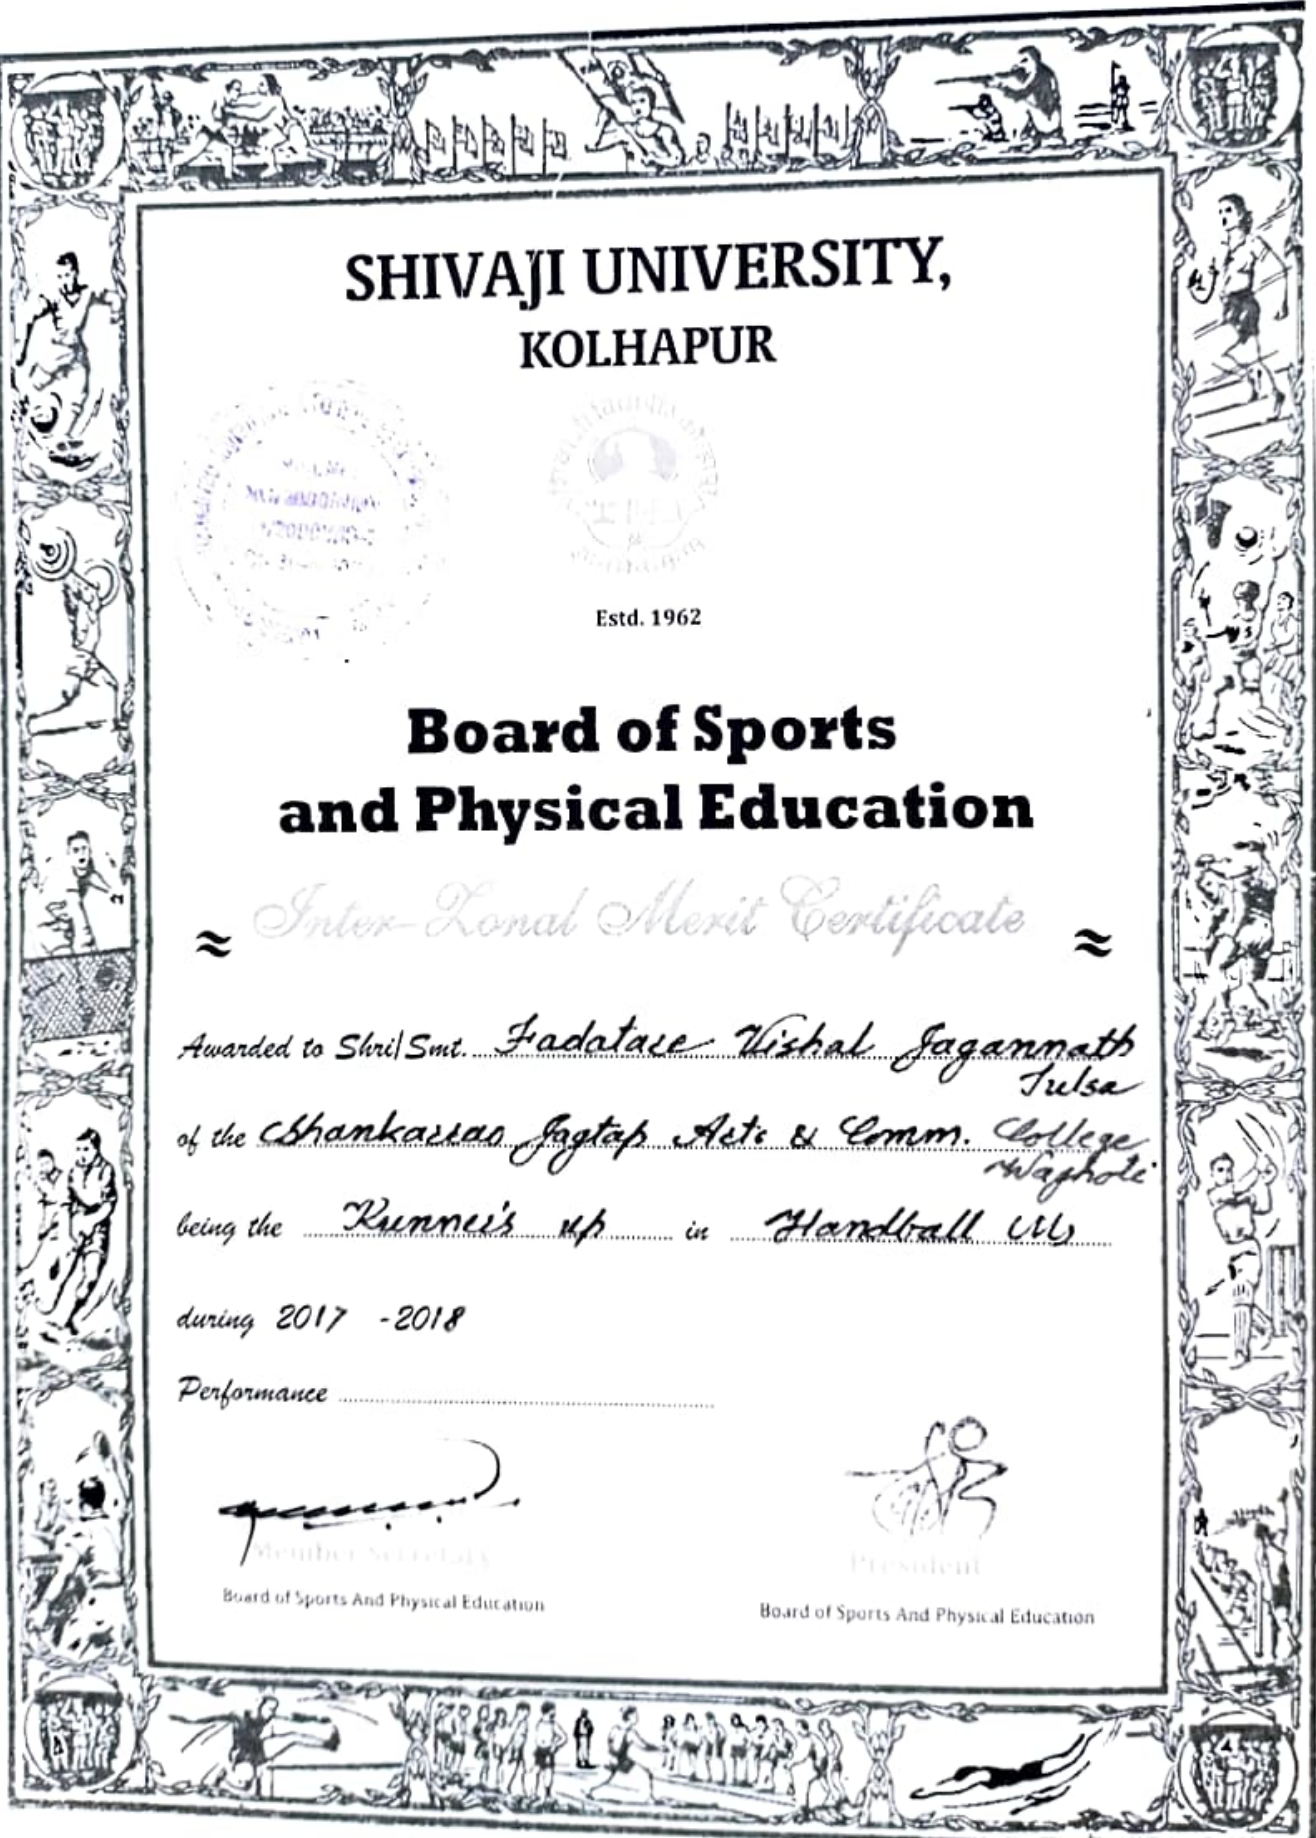 SHIVAJI UNIVERSITY,
KOLHAPUR
Estd. 1962
Board of Sports
and Physical Education
≈ Inter-Zonal Merit Certificate ≈
Awarded to Shri/Smt. Fadatare Vishal Jagannath
Tulsa
of the Shankarrao Jagtap Arts & Comm. College
Wagholi
being the Runner's up in Handball
during 2017 -2018
Performance
Member Secretary President
Board of Sports And Physical Education Board of Sports And Physical Education